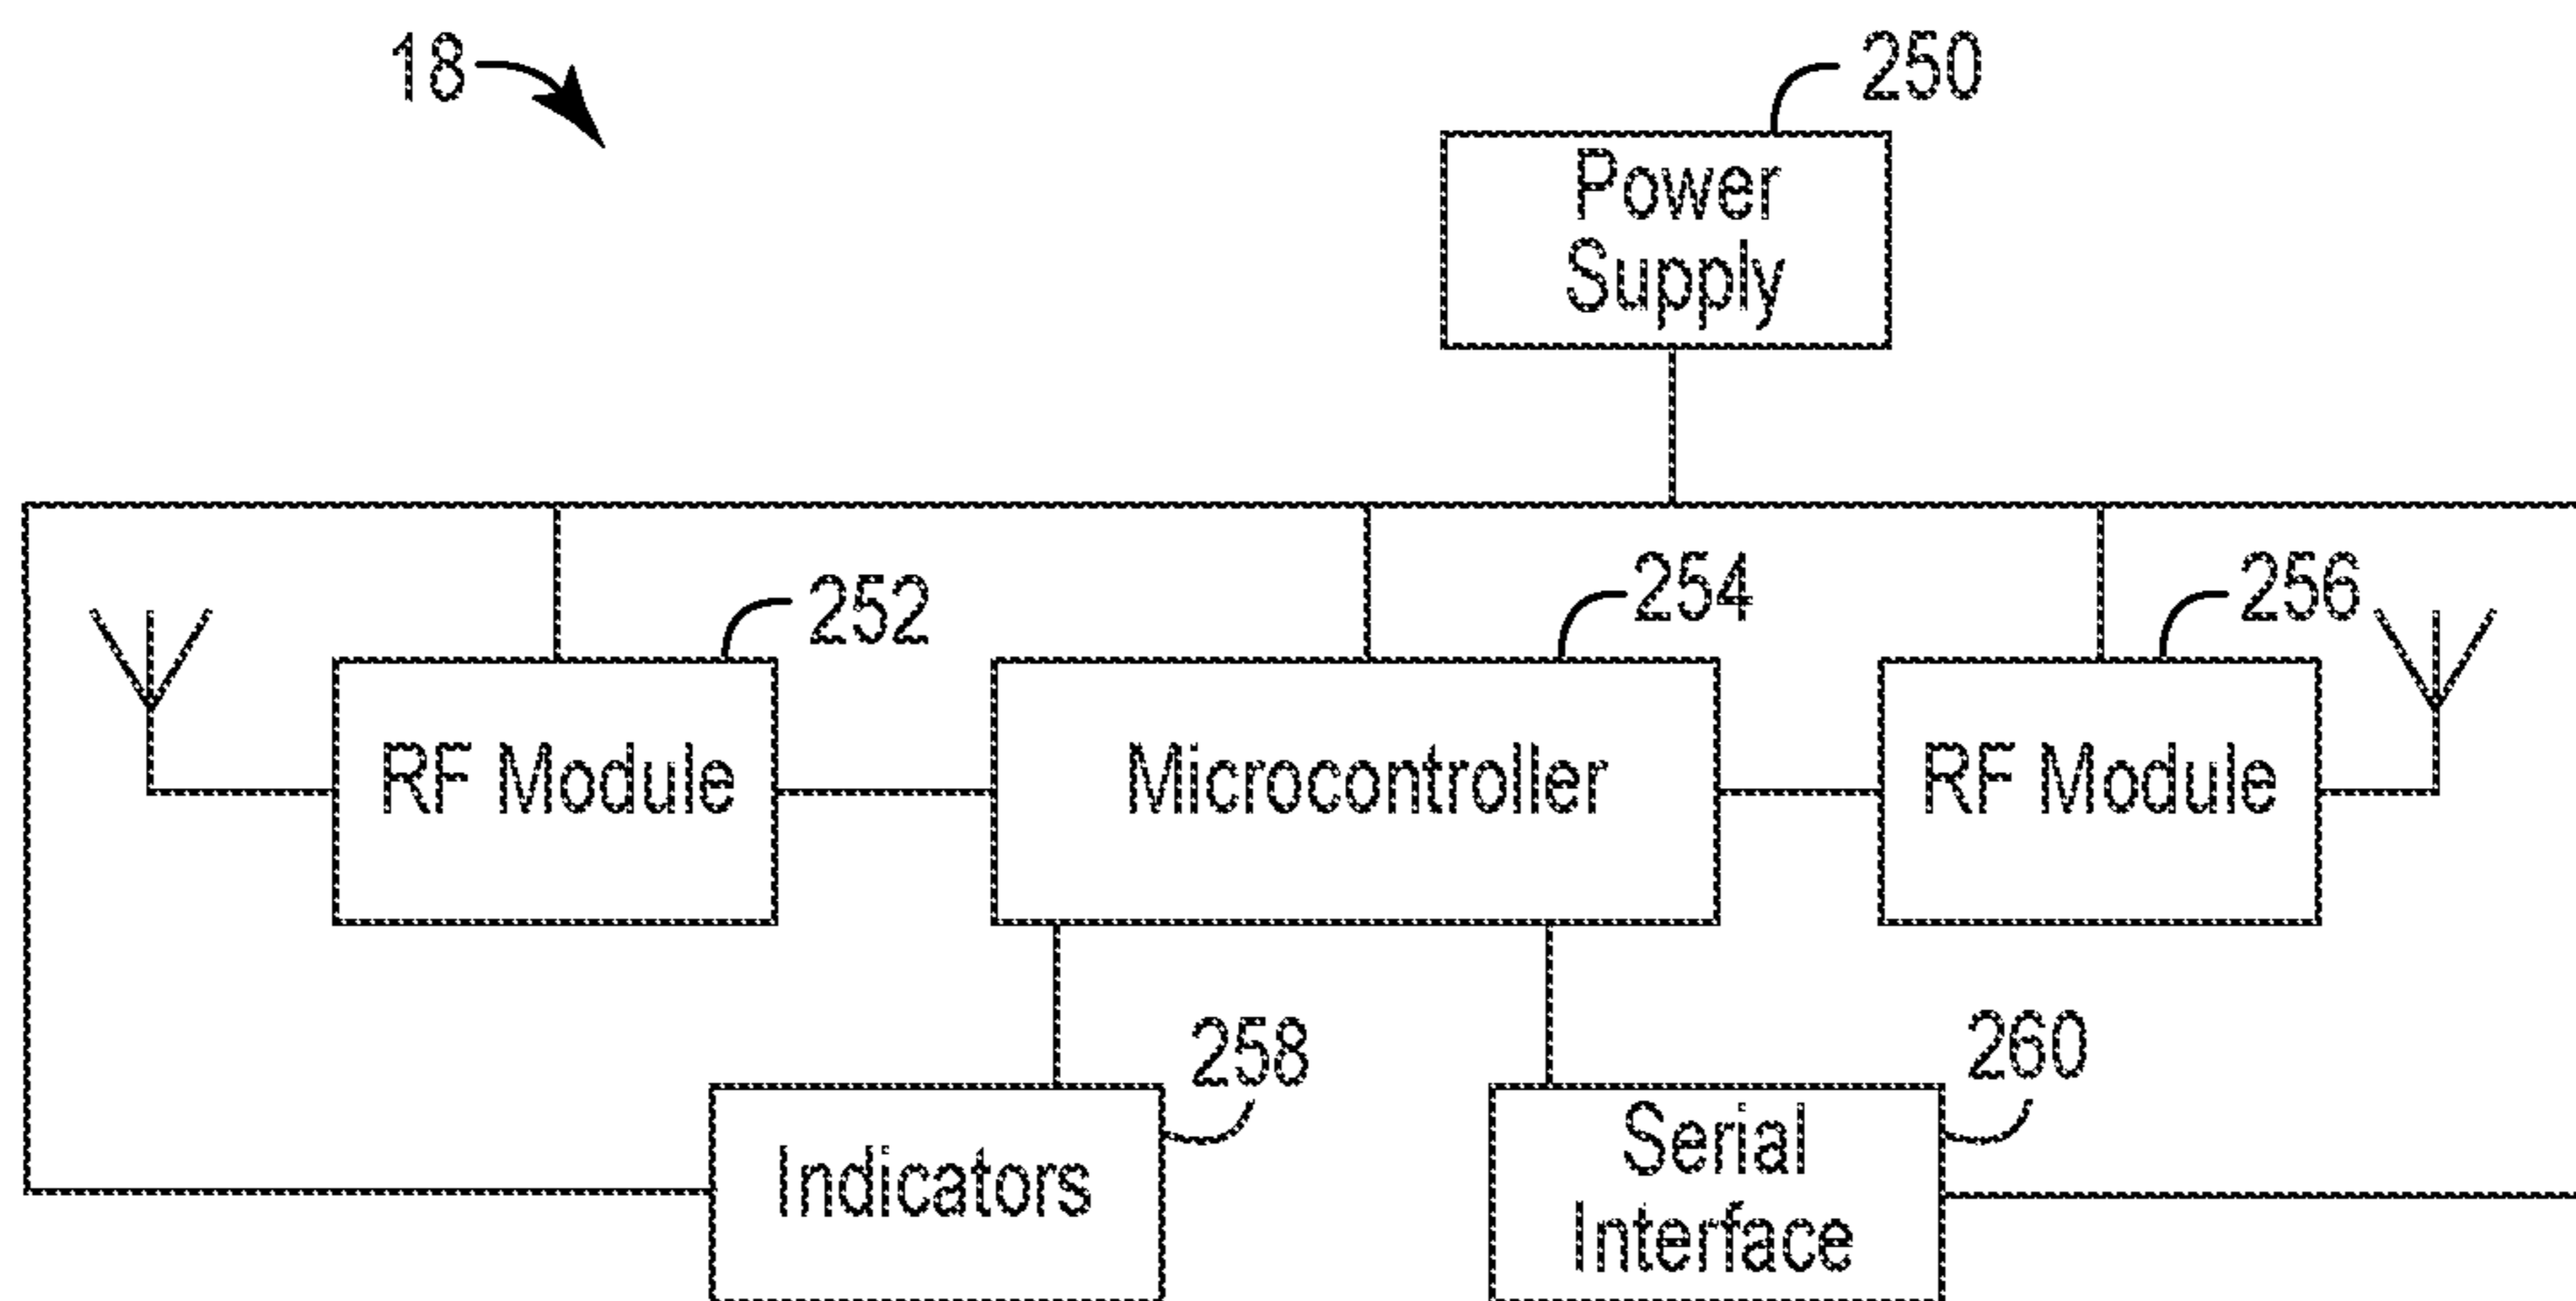 18
250
Power
Supply
252
254
256
RF Module
Microcontroller
RF Module
258
260
Indicators
Serial
Interface